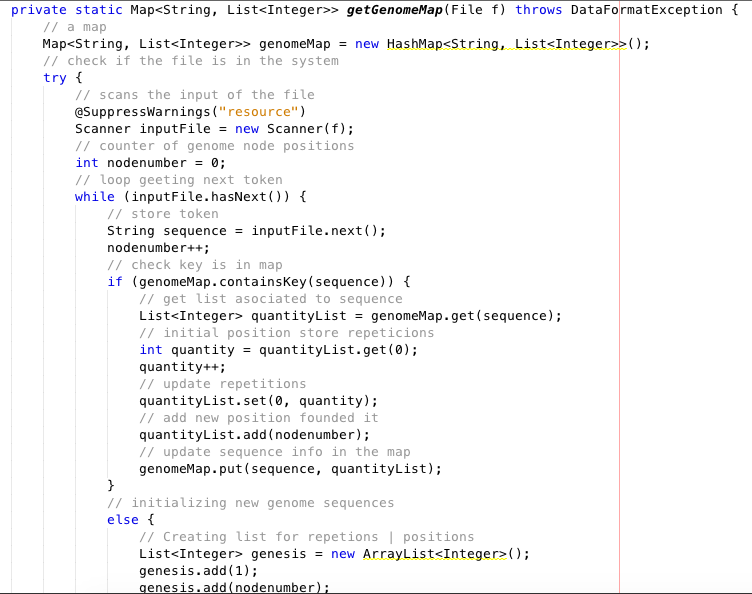 private static Map<String, List<Integer>> getGenomeMap(File f) throws DataFormatException {
// a map
Map<String, List<Integer>> genomeMap = new HashMap<String, List<Integer>>();
// check if the file is in the system
try {
// scans the input of the file
@SuppressWarnings("resource")
Scanner inputFile = new Scanner(f);
// counter of genome node positions
int nodenumber = 0;
// loop geeting next token
while (inputFile.hasNext()) {
// store token
String sequence = inputFile.next();
nodenumber++;
// check key is in map
if (genomeMap.containsKey(sequence)) {
// get list asociated to sequence
List<Integer> quantityList = genomeMap.get(sequence);
// initial position store repeticions
int quantity = quantityList.get(0);
quantity++;
// update repetitions
quantityList.set(0, quantity);
// add new position founded it
quantityList.add(nodenumber);
// update sequence info in the map
genomeMap.put(sequence, quantityList);
}
// initializing new genome sequences
else {
// Creating list for repetions | positions
List<Integer> genesis = new ArrayList<Integer>();
genesis.add(1);
genesis.add(nodenumber);